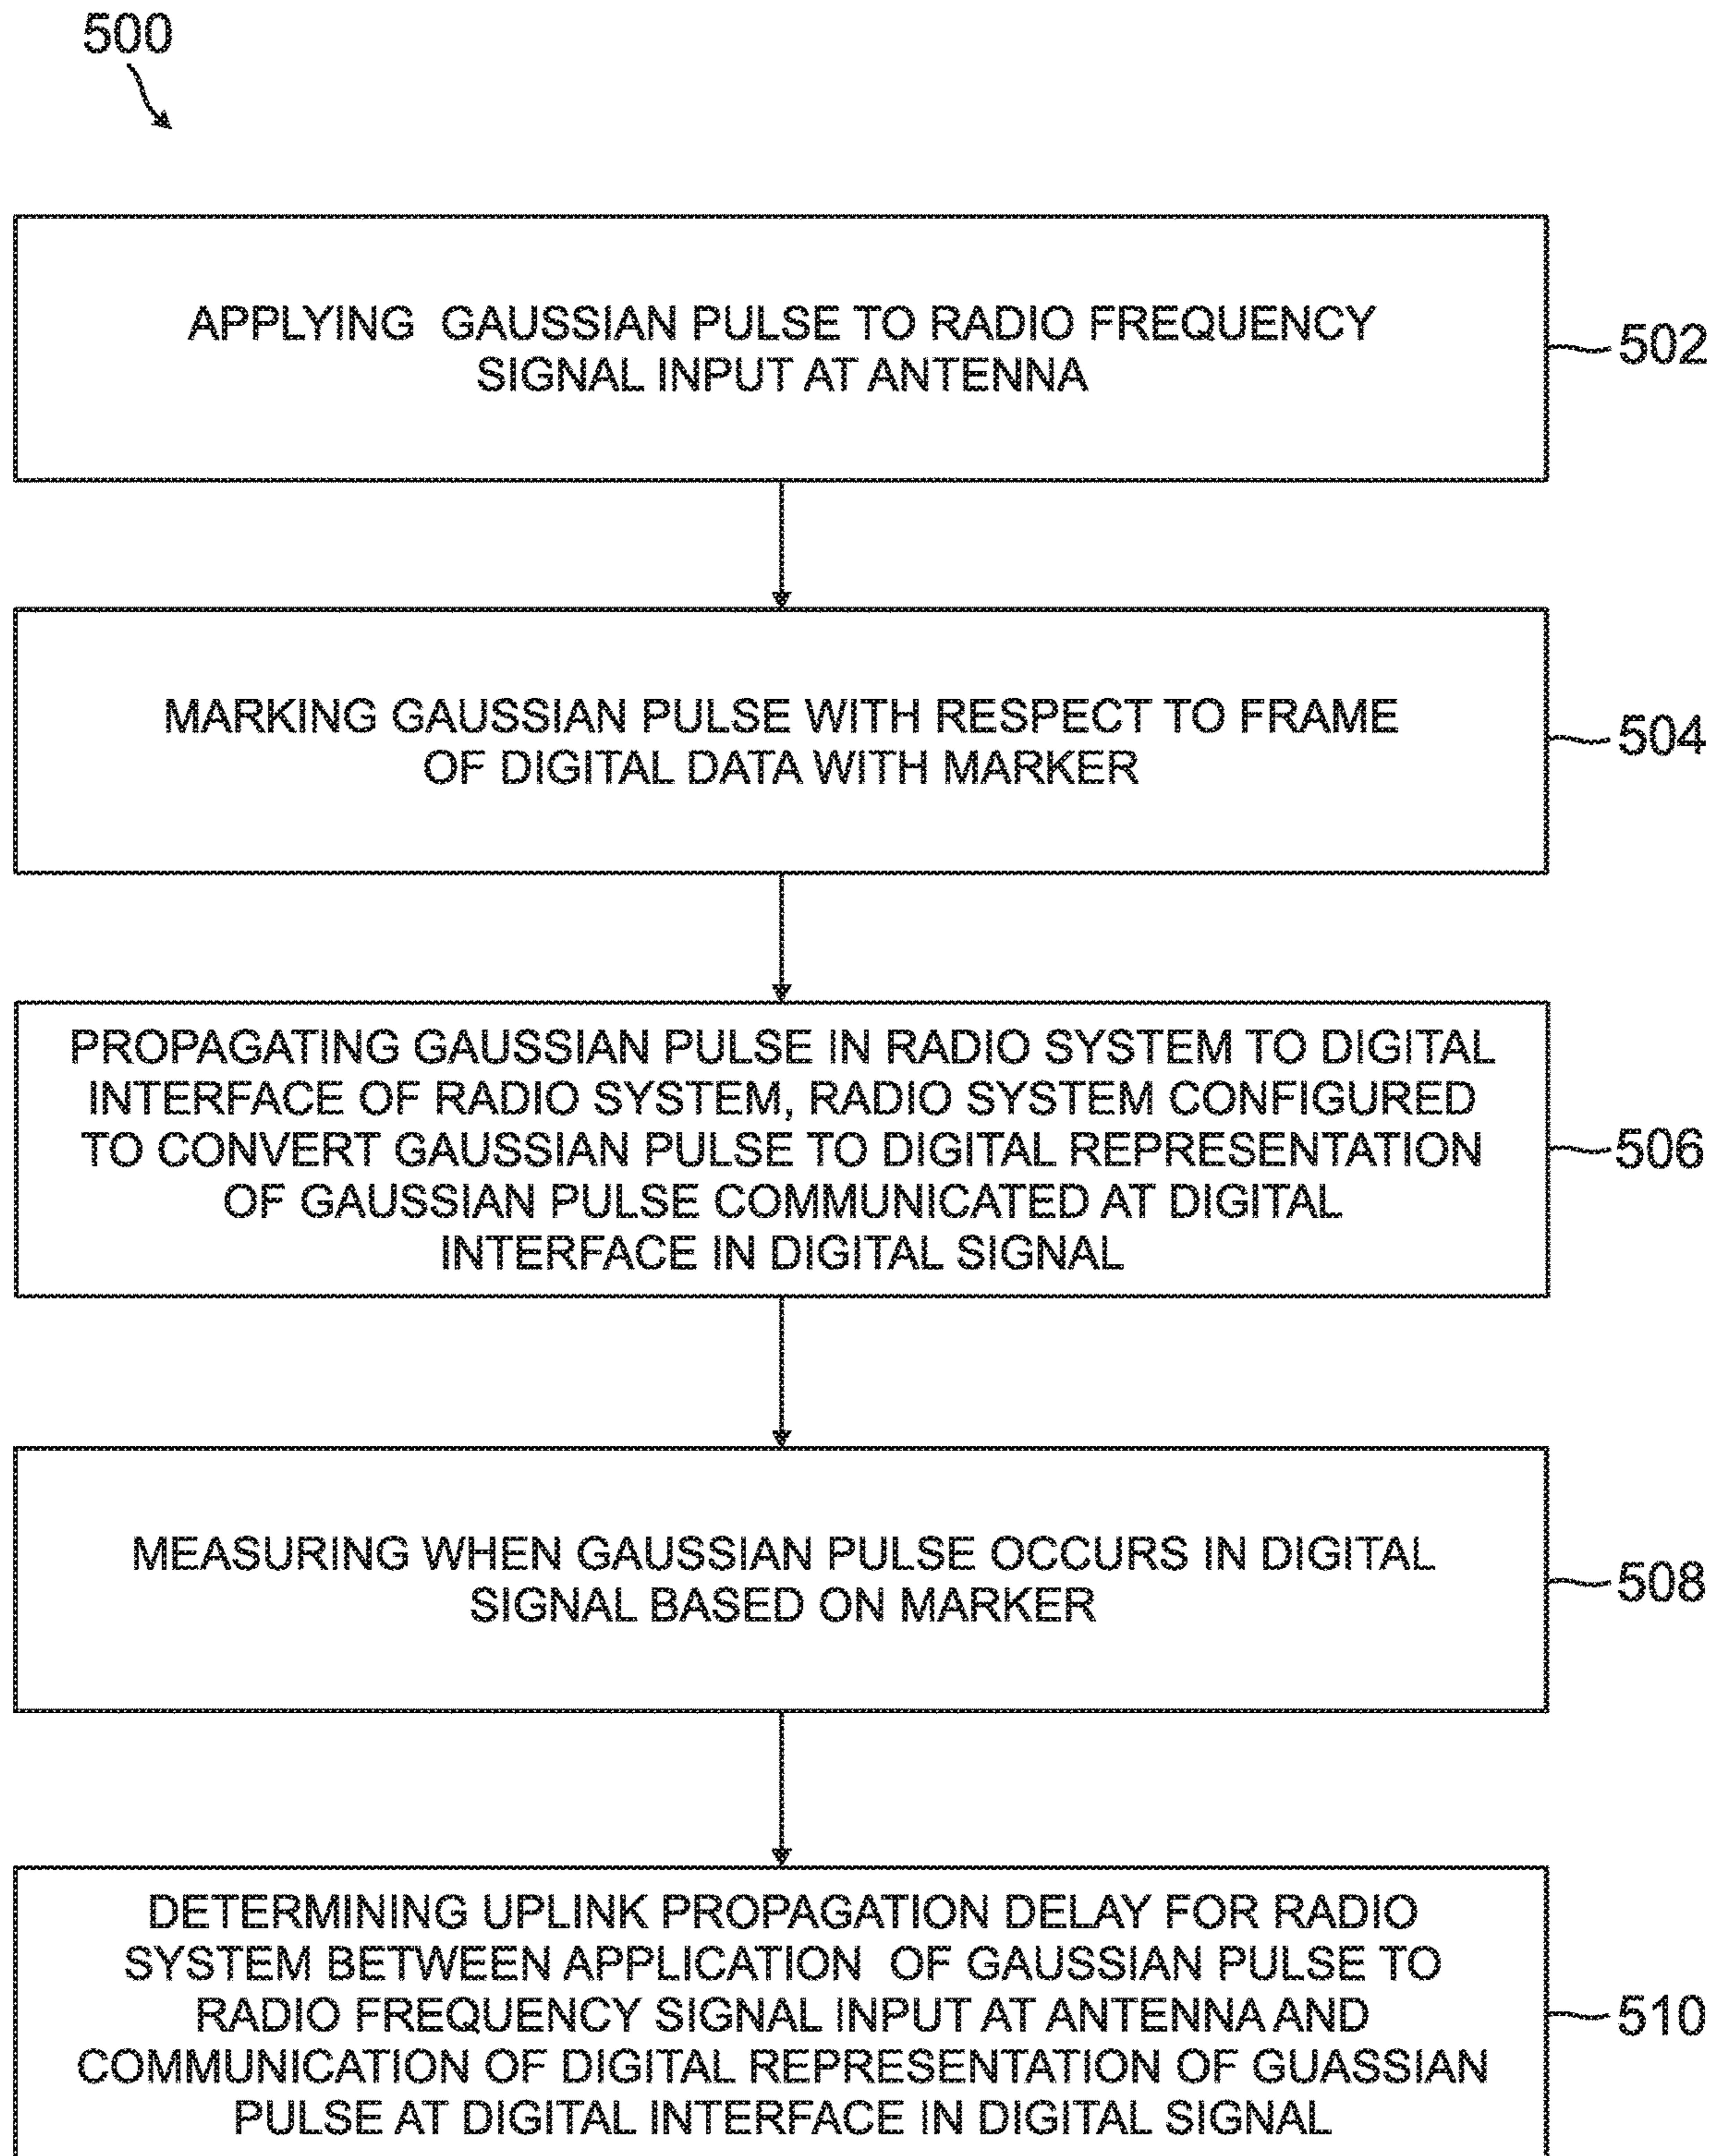 500
APPLYING GAUSSIAN PULSE TO RADIO FREQUENCY
SIGNAL INPUT AT ANTENNA
502
MARKING GAUSSIAN PULSE WITH RESPECT TO FRAME
OF DIGITAL DATA WITH MARKER
504
PROPAGATING GAUSSIAN PULSE IN RADIO SYSTEM TO DIGITAL
INTERFACE OF RADIO SYSTEM, RADIO SYSTEM CONFIGURED
TO CONVERT GAUSSIAN PULSE TO DIGITAL REPRESENTATION
OF GAUSSIAN PULSE COMMUNICATED AT DIGITAL
INTERFACE IN DIGITAL SIGNAL
506
MEASURING WHEN GAUSSIAN PULSE OCCURS IN DIGITAL
SIGNAL BASED ON MARKER
508
DETERMINING UPLINK PROPAGATION DELAY FOR RADIO
SYSTEM BETWEEN APPLICATION OF GAUSSIAN PULSE TO
RADIO FREQUENCY SIGNAL INPUT AT ANTENNA AND
COMMUNICATION OF DIGITAL REPRESENTATION OF GUASSIAN
PULSE AT DIGITAL INTERFACE IN DIGITAL SIGNAL
510